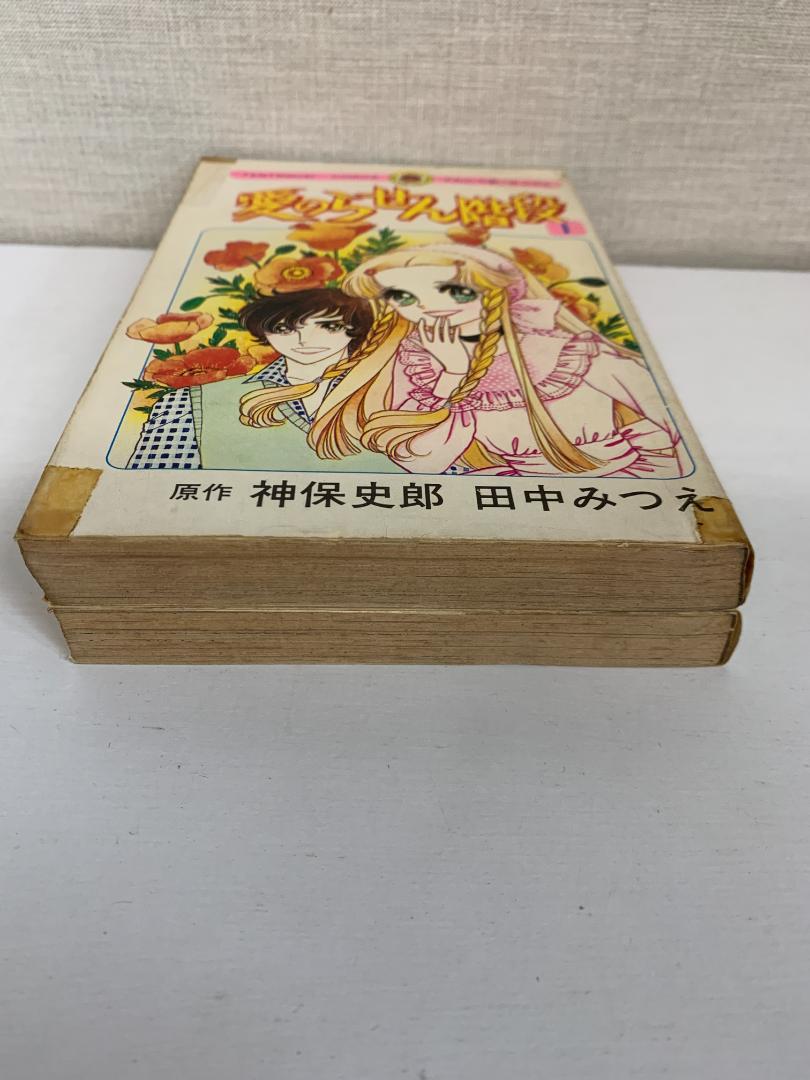 愛のらせん階段
1
原作 神保史郎 田中みつえ